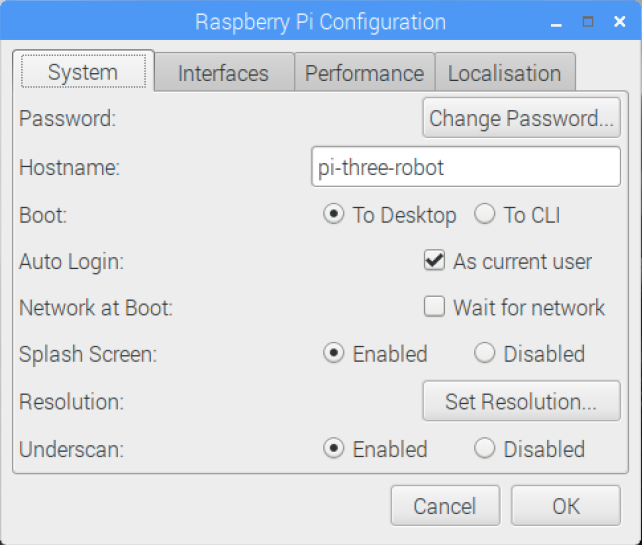 Raspberry Pi Configuration
System Interfaces Performance Localisation
Password: Change Password...
Hostname: pi-three-robot
Boot: To Desktop To CLI
Auto Login: As current user
Network at Boot: Wait for network
Splash Screen: Enabled Disabled
Resolution: Set Resolution...
Underscan: Enabled Disabled
Cancel OK